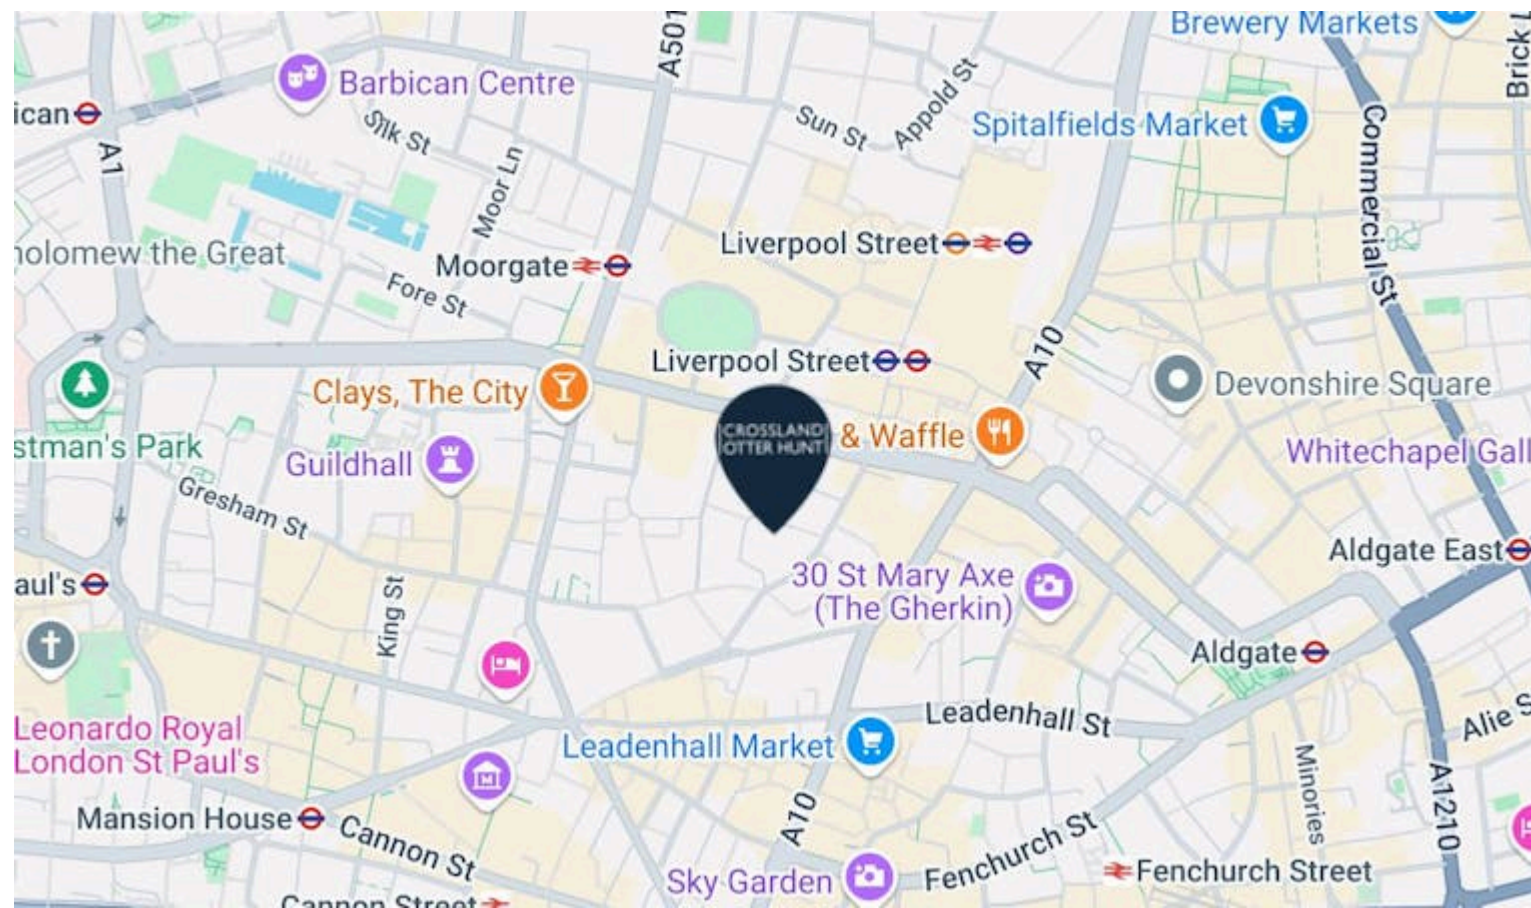 Brewery Markets
A501
Brick L
Barbican Centre
ican
Appold St
Sun St
Silk St
Spitalfields Market
Commercial St
A1
Moor Ln
holomew the Great
Liverpool Street
Moorgate
Fore St
A10
Liverpool Street
Clays, The City
Devonshire Square
CROSSLAND
OTTER HUNT
& Waffle
stman's Park
Guildhall
Whitechapel Gall
Gresham St
Aldgate East
30 St Mary Axe
(The Gherkin)
aul's
King St
Aldgate
Leonardo Royal
London St Paul's
Leadenhall St
Leadenhall Market
Alie S
Minories
A1210
Mansion House
Cannon St
A10
Fenchurch St
Sky Garden
Fenchurch Street
Cannon Street